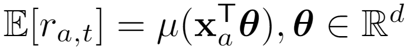 𝔼[r_{a,t}] = μ(𝐱_a^⊤𝜽), 𝜽 ∈ ℝ^d